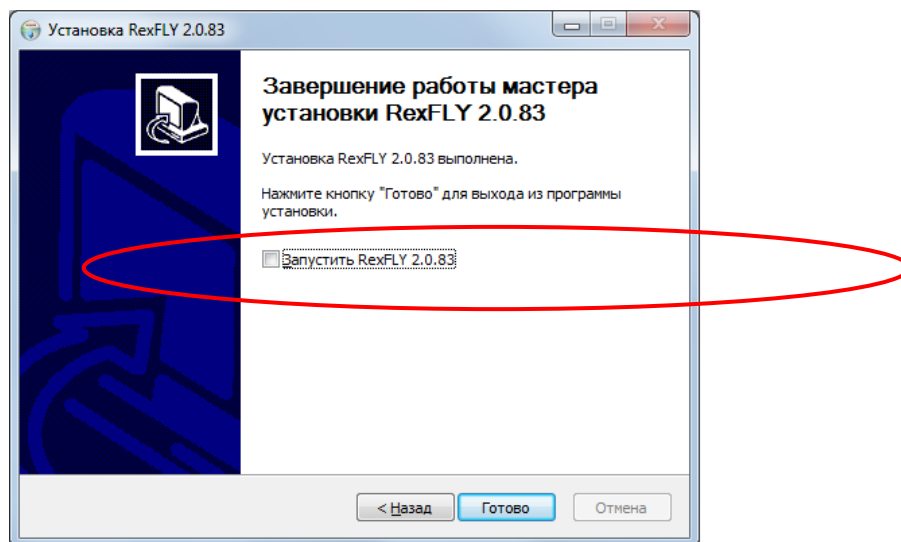 Установка RexFLY 2.0.83
Завершение работы мастера
установки RexFLY 2.0.83
Установка RexFLY 2.0.83 выполнена.
Нажмите кнопку "Готово" для выхода из программы
установки.
Запустить RexFLY 2.0.83
< Назад Готово Отмена